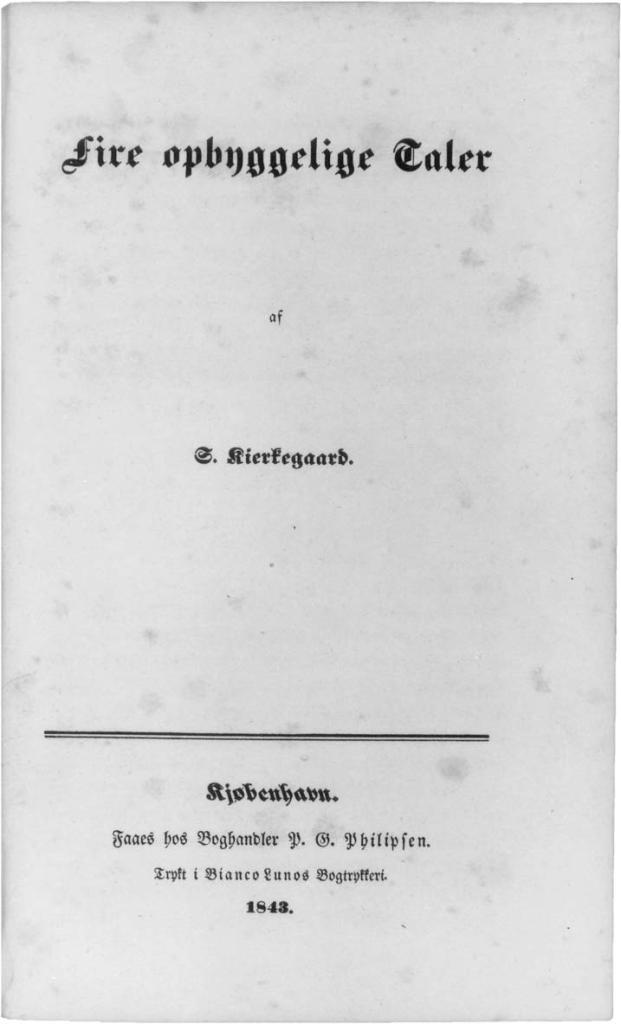 Fire opbyggelige Taler
af
S. Kierkegaard.
Kjøbenhavn.
Faaes hos Boghandler P. G. Philipsen.
Trykt i Bianco Lunos Bogtrykkeri.
1843.